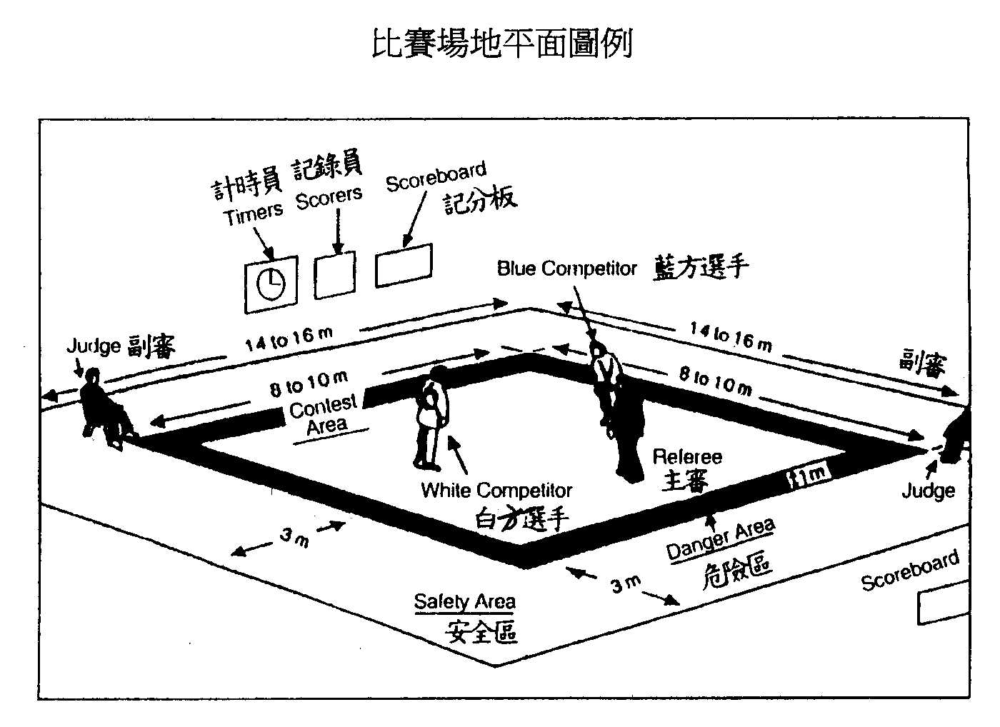 比賽場地平面圖例
計時員 記錄員 Scoreboard
Timers Scorers 記分板
Blue Competitor 藍方選手
Judge 副審
14 to 16 m
14 to 16 m
副審
8 to 10 m
8 to 10 m
Contest
Area
Referee
主審
1m
Judge
White Competitor
白方選手
3 m
Danger Area
危險區
3 m
Scoreboard
Safety Area
安全區